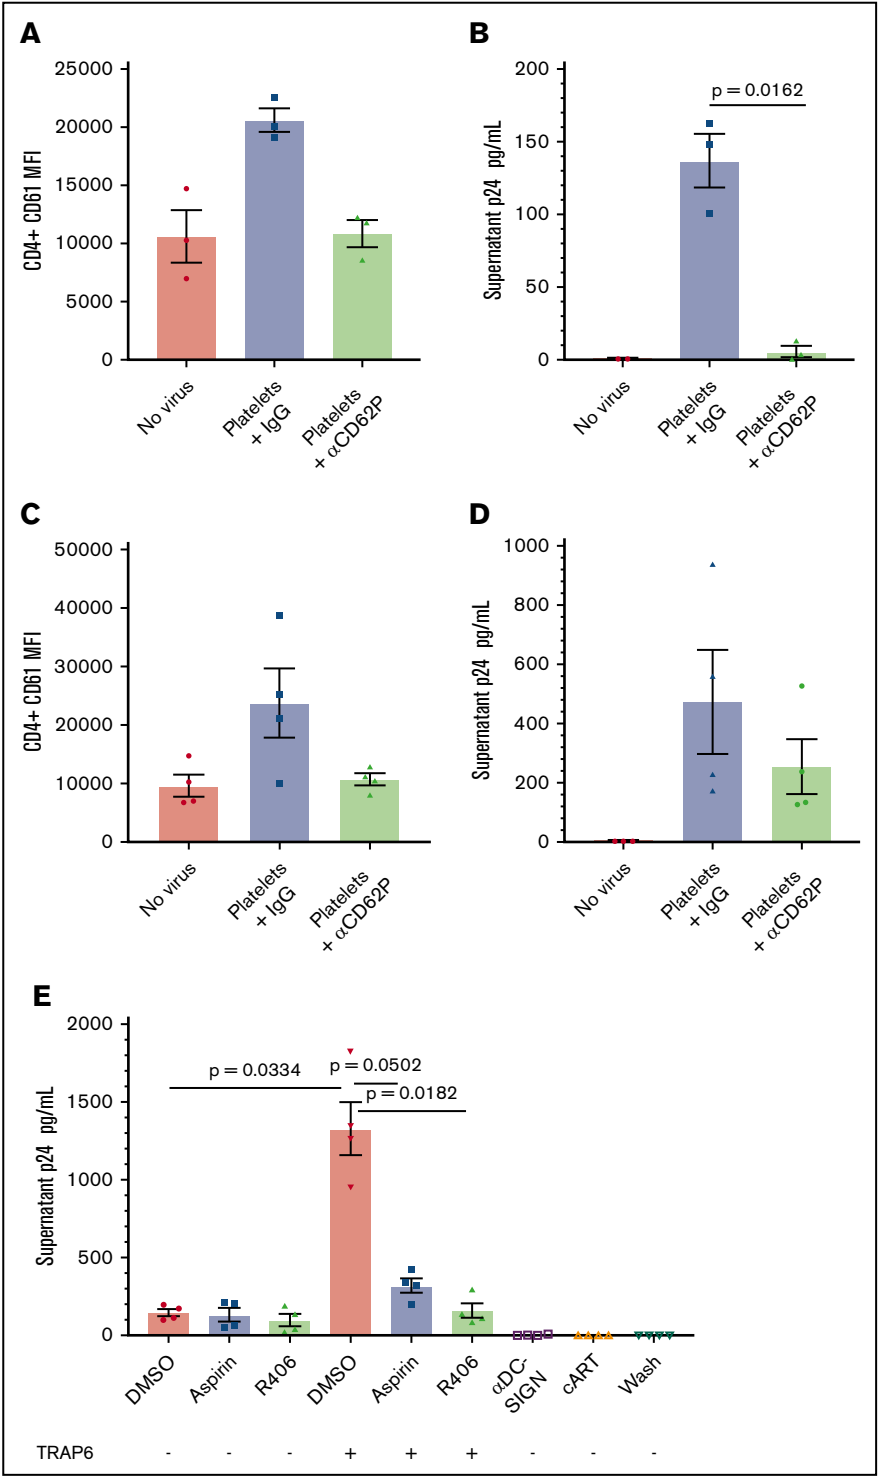 A
25000
20000
15000
10000
5000
0
CD4+ CD61 MFI
No virus
Platelets
+ IgG
Platelets
+ αCD62P
B
200
150
100
50
0
Supernatant p24 pg/mL
p = 0.0162
No virus
Platelets
+ IgG
Platelets
+ αCD62P
C
50000
40000
30000
20000
10000
0
CD4+ CD61 MFI
No virus
Platelets
+ IgG
Platelets
+ αCD62P
D
1000
800
600
400
200
0
Supernatant p24 pg/mL
No virus
Platelets
+ IgG
Platelets
+ αCD62P
E
2000
1500
1000
500
0
Supernatant p24 pg/mL
p = 0.0334
p = 0.0502
p = 0.0182
DMSO
Aspirin
R406
DMSO
Aspirin
R406
αDC-
SIGN
cART
Wash
TRAP6 - - - + + + - - -